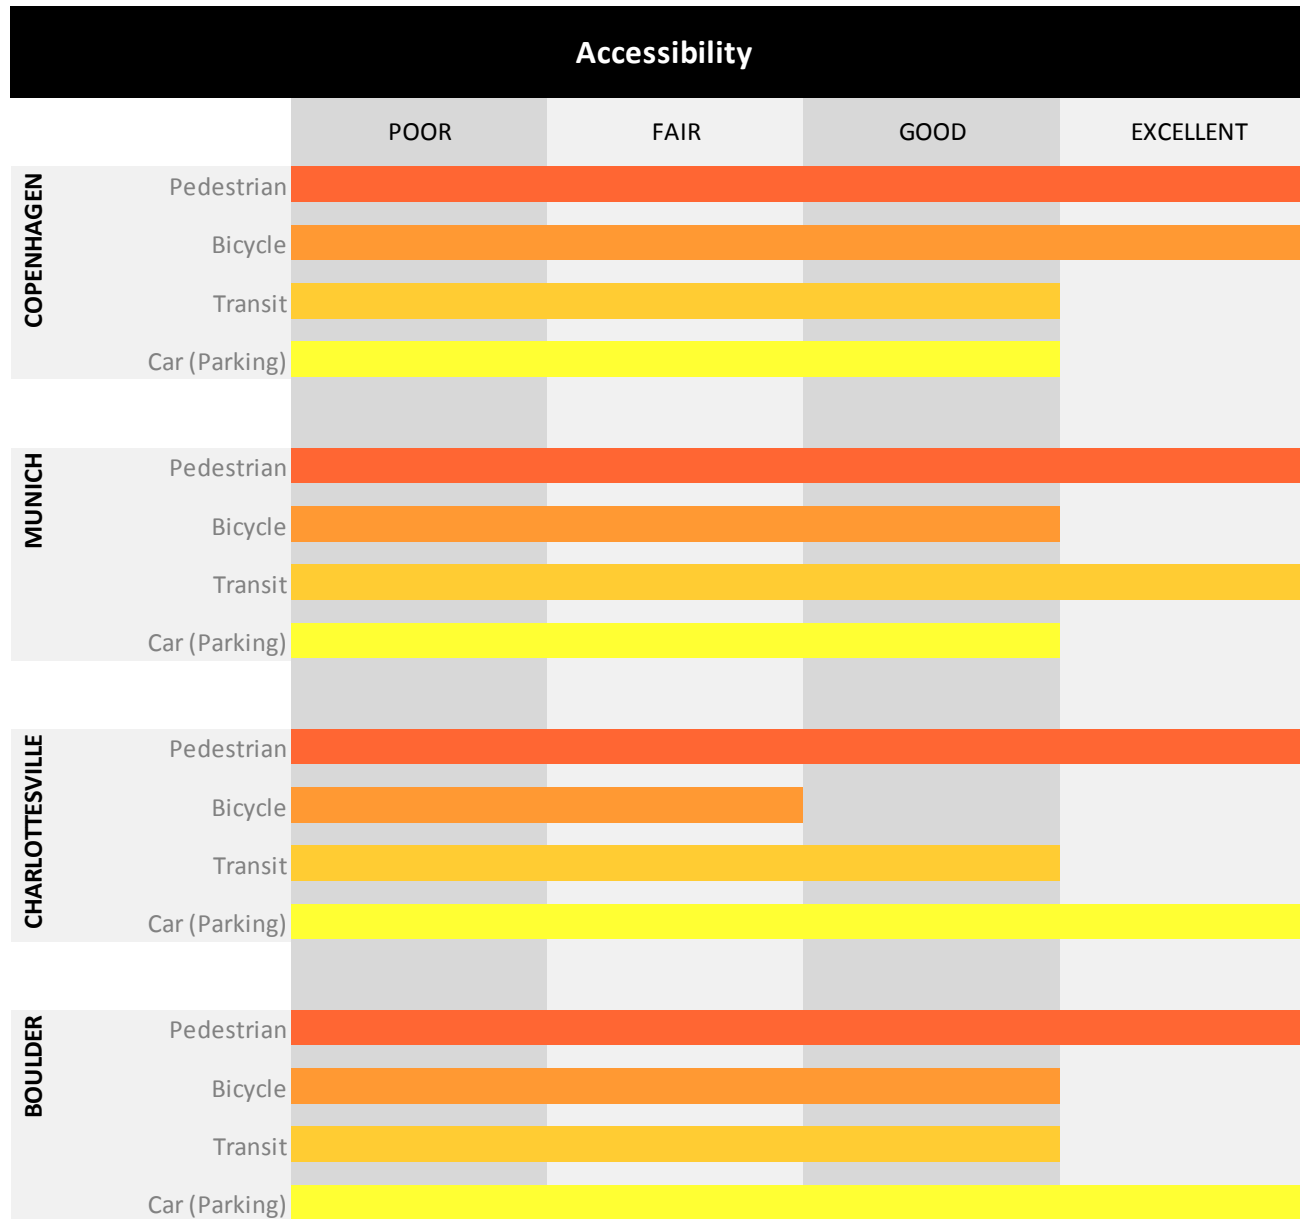 Accessibility
POOR FAIR GOOD EXCELLENT
COPENHAGEN
Pedestrian
Bicycle
Transit
Car (Parking)
MUNICH
Pedestrian
Bicycle
Transit
Car (Parking)
CHARLOTTESVILLE
Pedestrian
Bicycle
Transit
Car (Parking)
BOULDER
Pedestrian
Bicycle
Transit
Car (Parking)